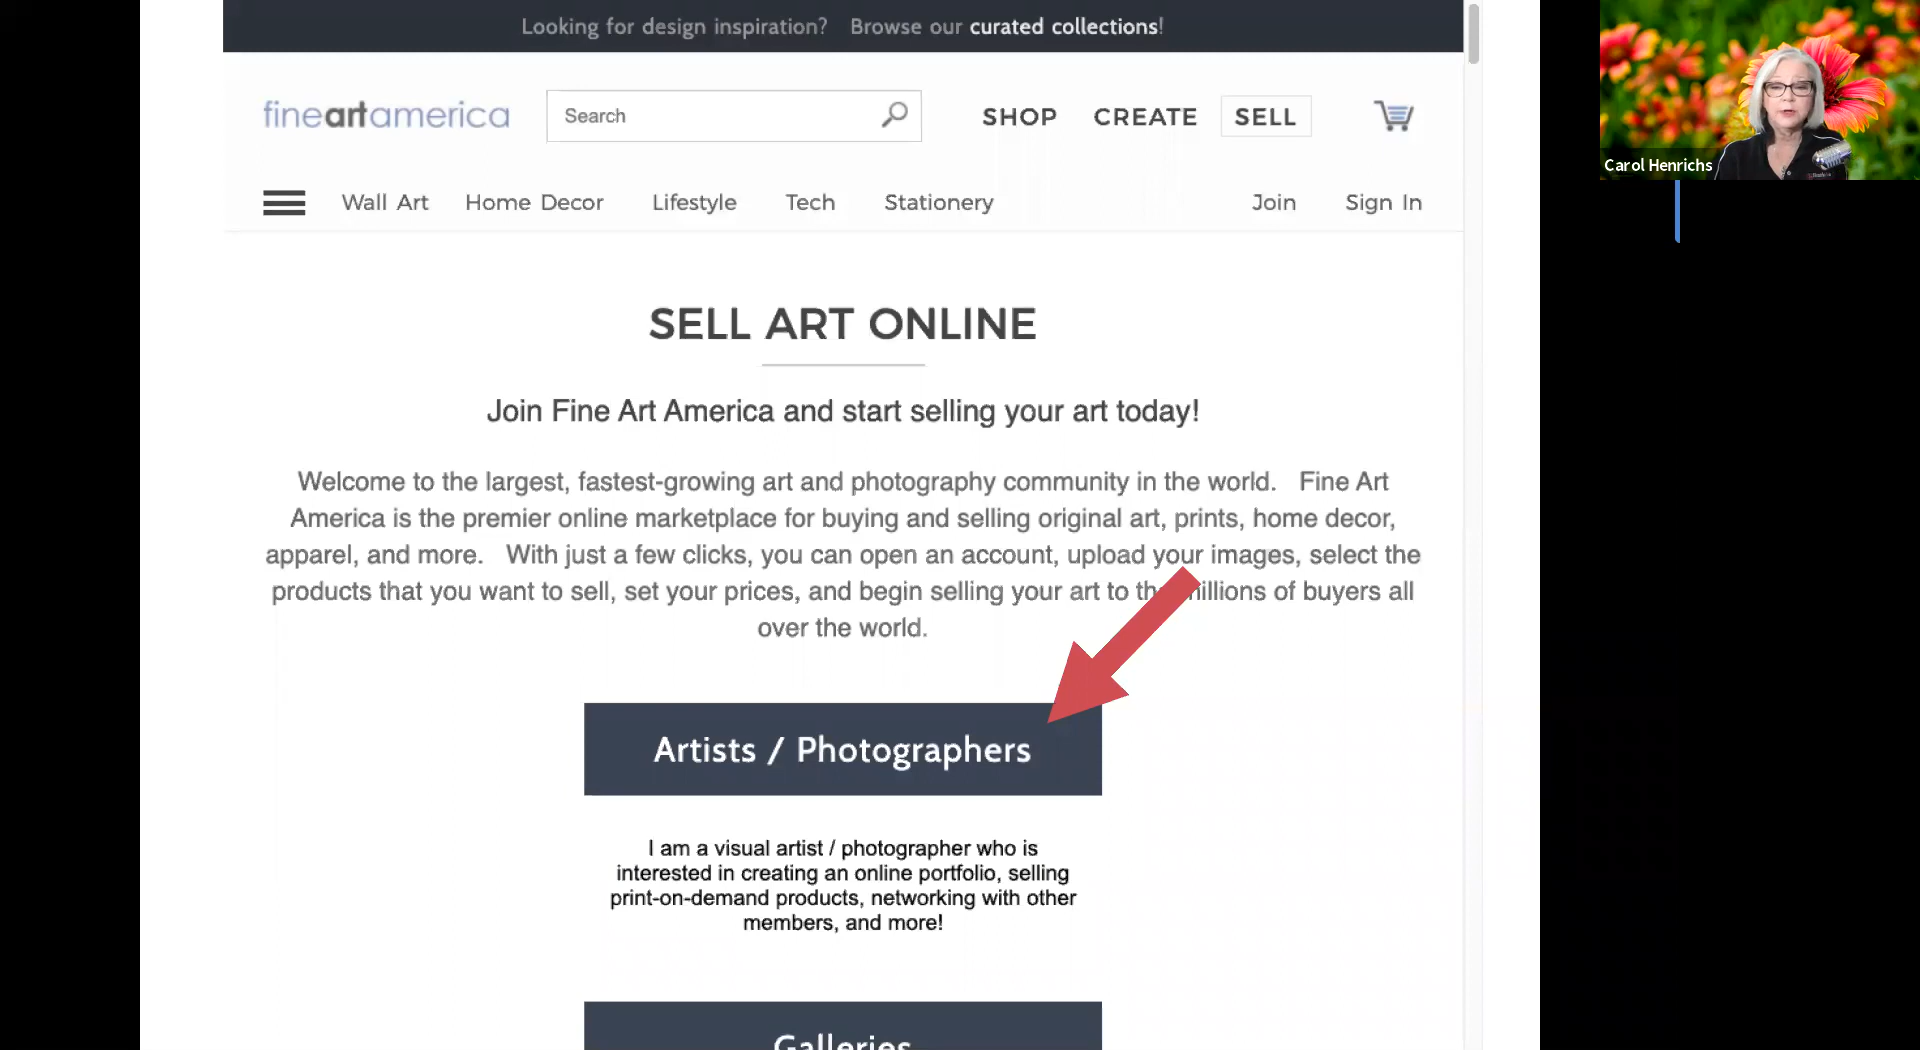 Looking for design inspiration? Browse our curated collections!
fineartamerica
Search
SHOP CREATE SELL
Wall Art Home Decor Lifestyle Tech Stationery Join Sign In
SELL ART ONLINE
Join Fine Art America and start selling your art today!
Welcome to the largest, fastest-growing art and photography community in the world. Fine Art
America is the premier online marketplace for buying and selling original art, prints, home decor,
apparel, and more. With just a few clicks, you can open an account, upload your images, select the
products that you want to sell, set your prices, and begin selling your art to the millions of buyers all
over the world.
Artists / Photographers
I am a visual artist / photographer who is
interested in creating an online portfolio, selling
print-on-demand products, networking with other
members, and more!
Galleries
Carol Henrichs